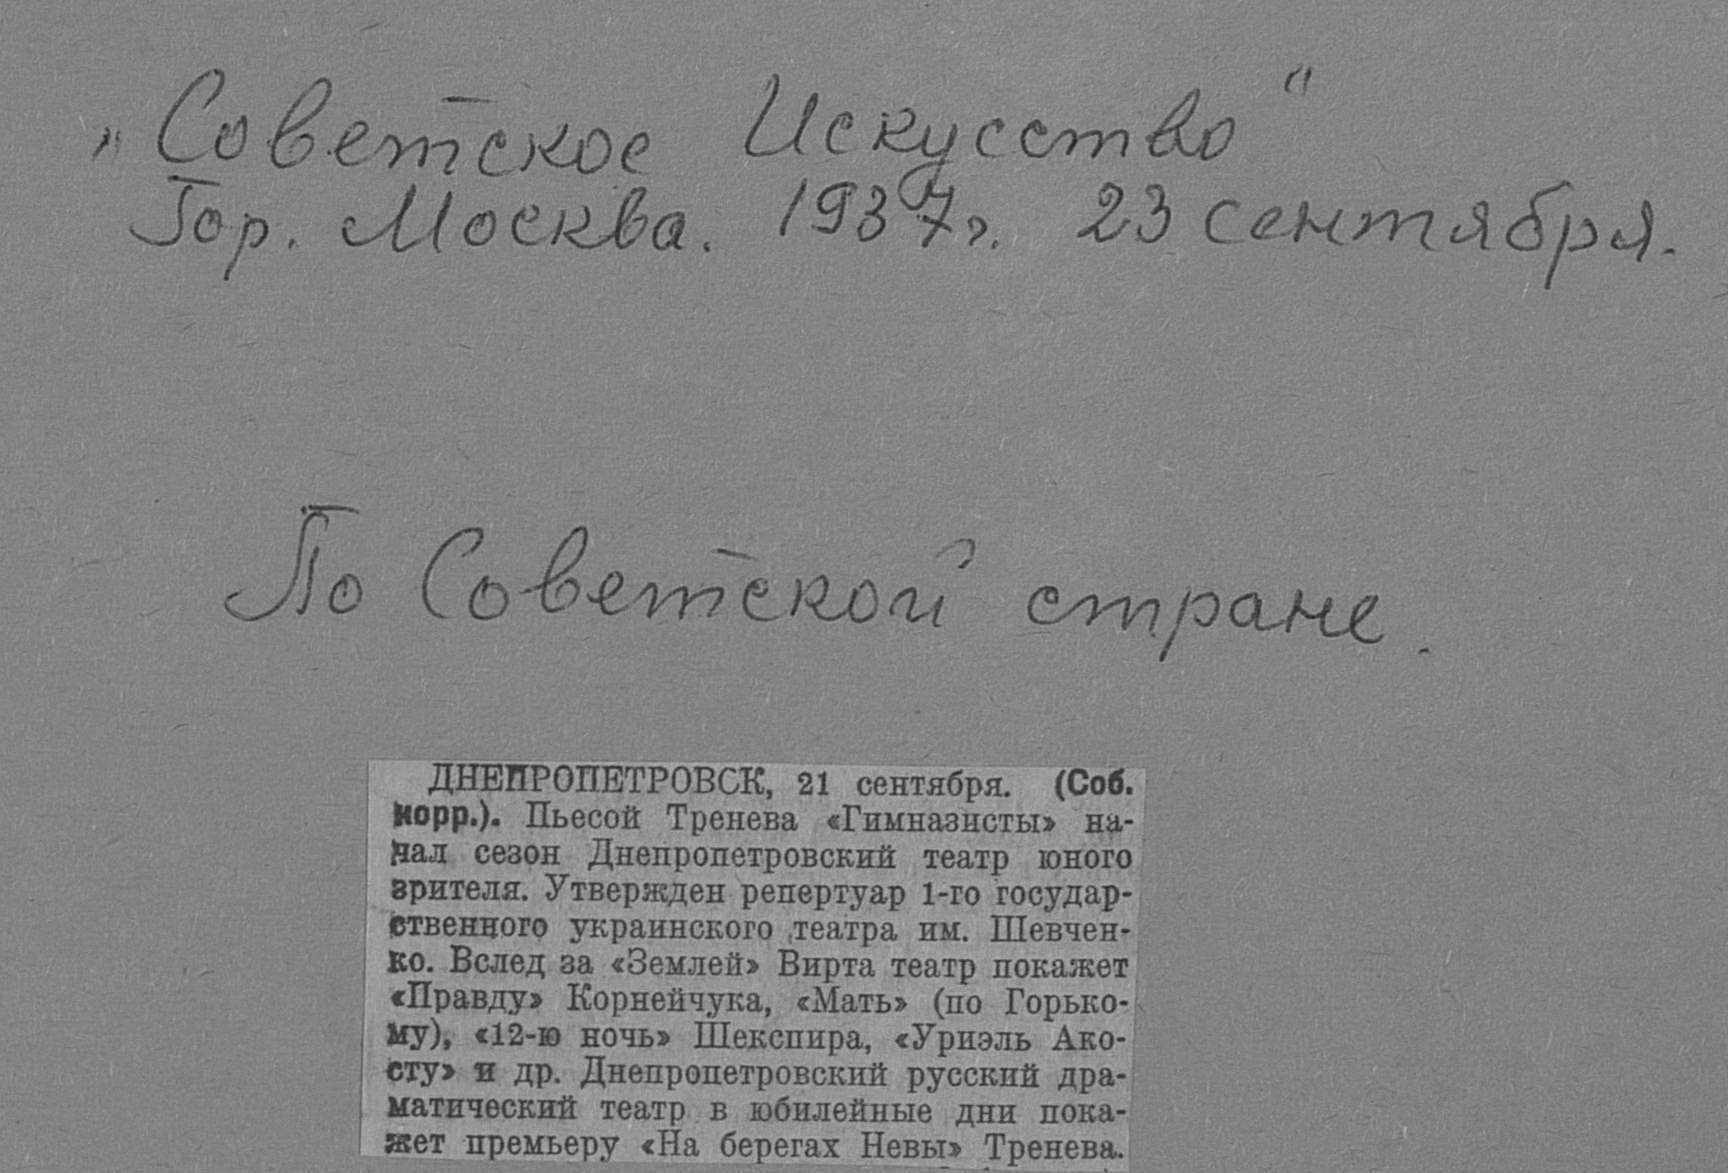 „Советское Искусство"
Гор. Москва. 1937г. 23 сентября.
По Советской стране.
ДНЕПРОПЕТРОВСК, 21 сентября. (Соб.
корр.). Пьесой Тренева «Гимназисты» на-
чал сезон Днепропетровский театр юного
зрителя. Утвержден репертуар 1-го государ-
ственного украинского театра им. Шевчен-
ко. Вслед за «Землей» Вирта театр покажет
«Правду» Корнейчука, «Мать» (по Горько-
му), «12-ю ночь» Шекспира, «Уриэль Ако-
сту» и др. Днепропетровский русский дра-
матический театр в юбилейные дни пока-
жет премьеру «На берегах Невы» Тренева.